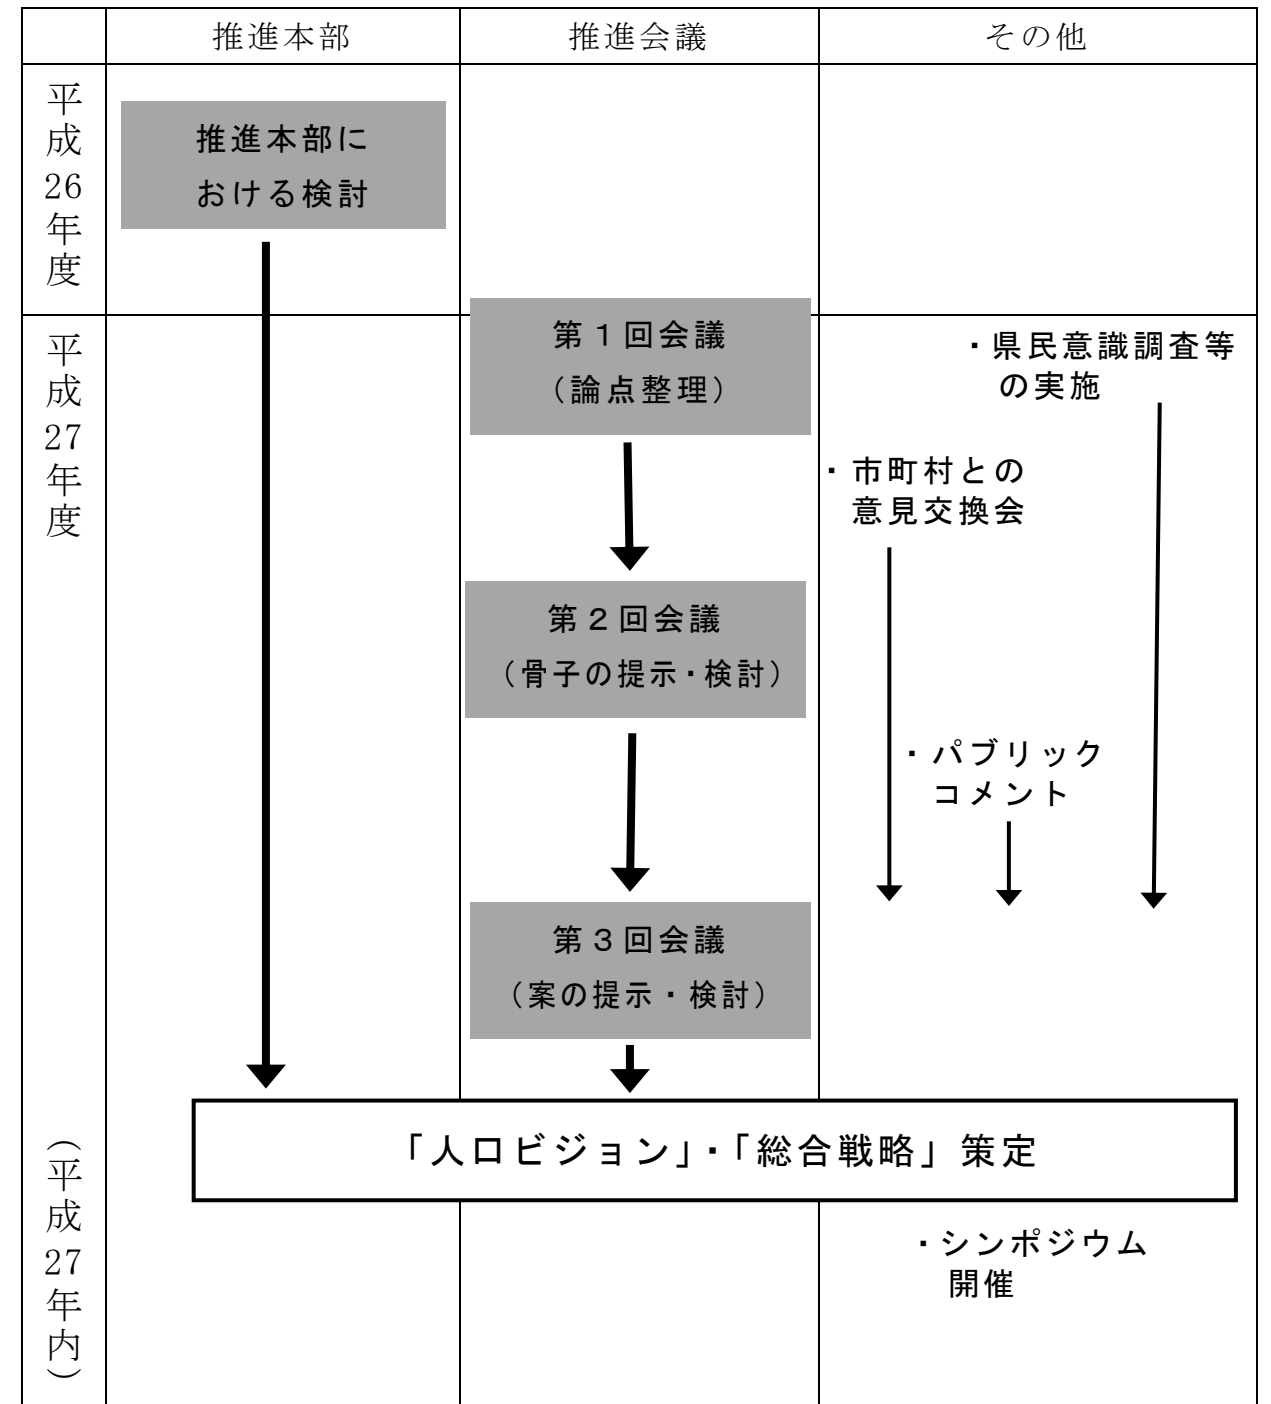 推進本部
推進会議
その他
平成26年度
推進本部に
おける検討
平成27年度
第１回会議
（論点整理）
・県民意識調査等
の実施
・市町村との
意見交換会
第２回会議
（骨子の提示・検討）
・パブリック
コメント
第３回会議
（案の提示・検討）
「人口ビジョン」・「総合戦略」策定
（平成27年内）
・シンポジウム
開催